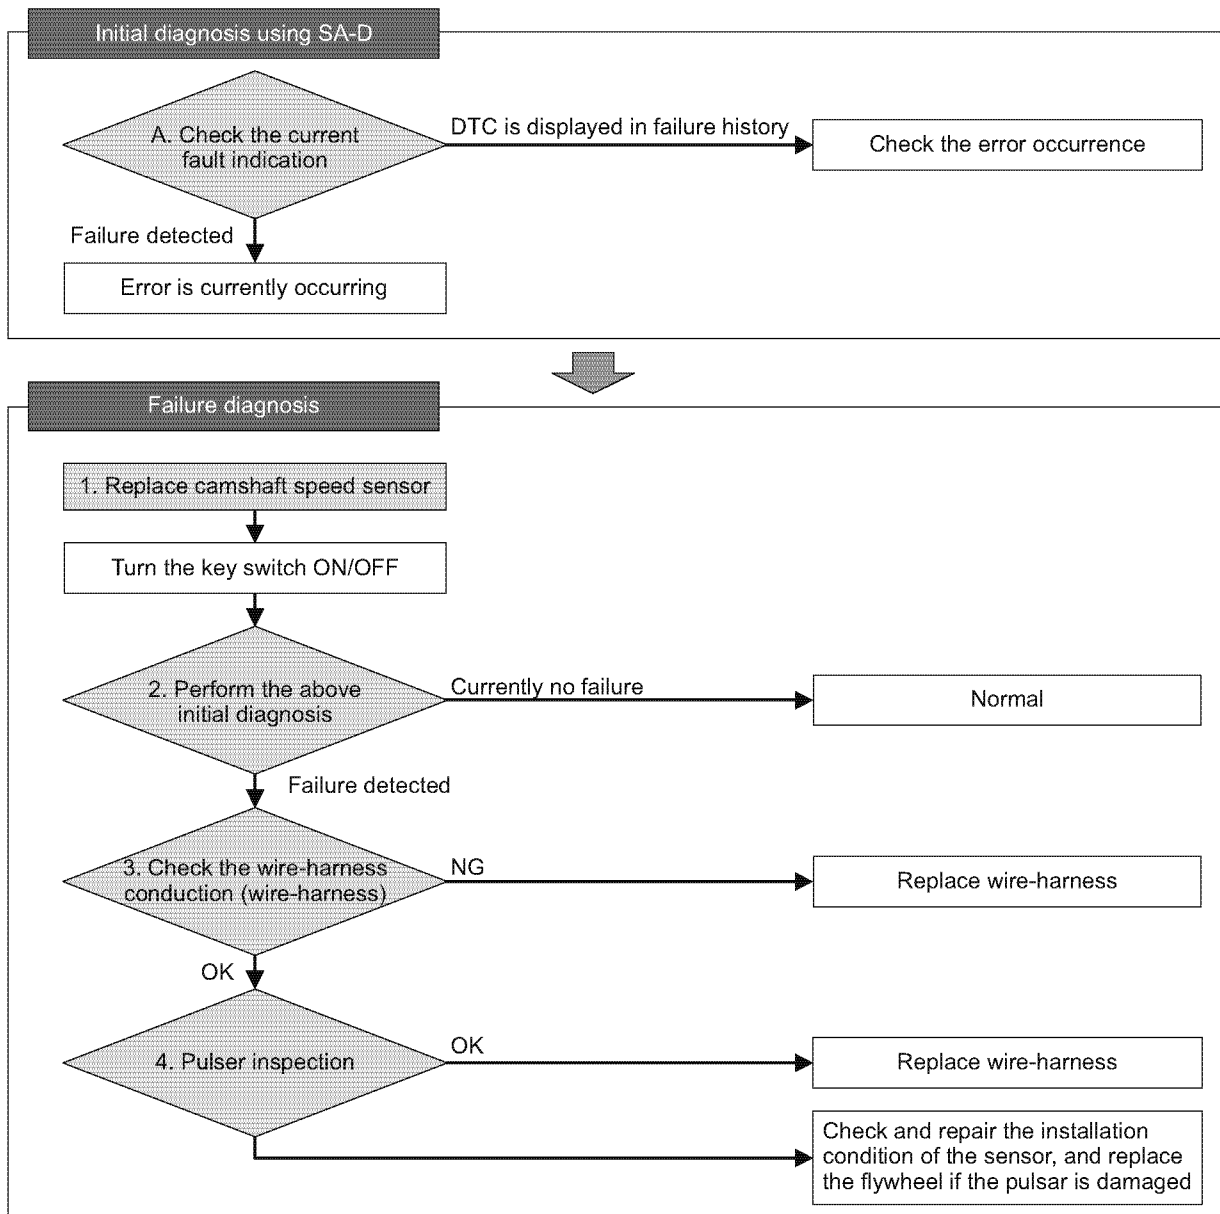 Initial diagnosis using SA-D
A. Check the current
fault indication
DTC is displayed in failure history
Check the error occurrence
Failure detected
Error is currently occurring
Failure diagnosis
1. Replace camshaft speed sensor
Turn the key switch ON/OFF
2. Perform the above
initial diagnosis
Currently no failure
Normal
Failure detected
3. Check the wire-harness
conduction (wire-harness)
NG
Replace wire-harness
OK
4. Pulser inspection
OK
Replace wire-harness
Check and repair the installation
condition of the sensor, and replace
the flywheel if the pulsar is damaged